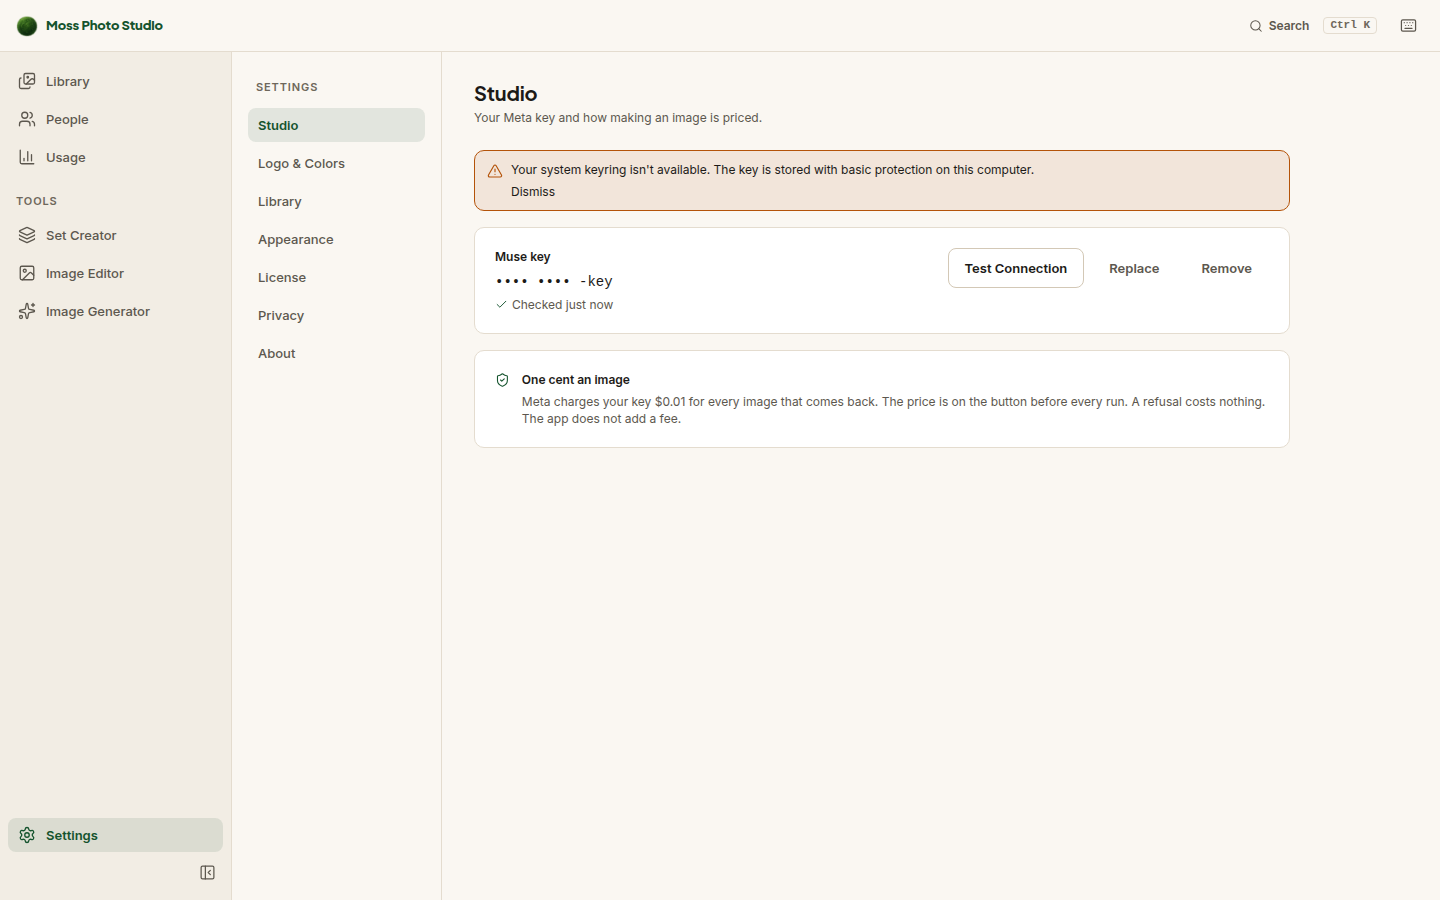 Moss Photo Studio
Search
Ctrl K
Library
People
Usage
TOOLS
Set Creator
Image Editor
Image Generator
Settings
SETTINGS
Studio
Logo & Colors
Library
Appearance
License
Privacy
About
Studio
Your Meta key and how making an image is priced.
Your system keyring isn't available. The key is stored with basic protection on this computer.
Dismiss
Muse key
•••• •••• -key
Checked just now
Test Connection
Replace
Remove
One cent an image
Meta charges your key $0.01 for every image that comes back. The price is on the button before every run. A refusal costs nothing.
The app does not add a fee.